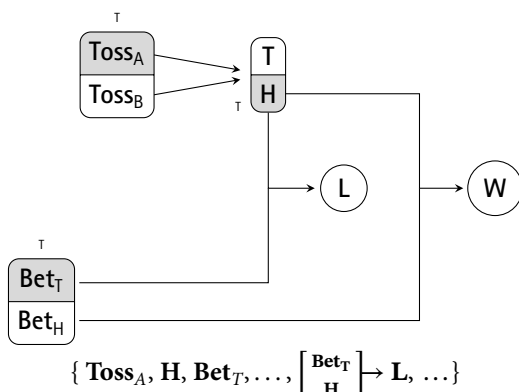 T
Toss_A
Toss_B
T
H
T
L
W
T
Bet_T
Bet_H
{ Toss_A, H, Bet_T, . . . , [Bet_T H] ↦ L, . . . }